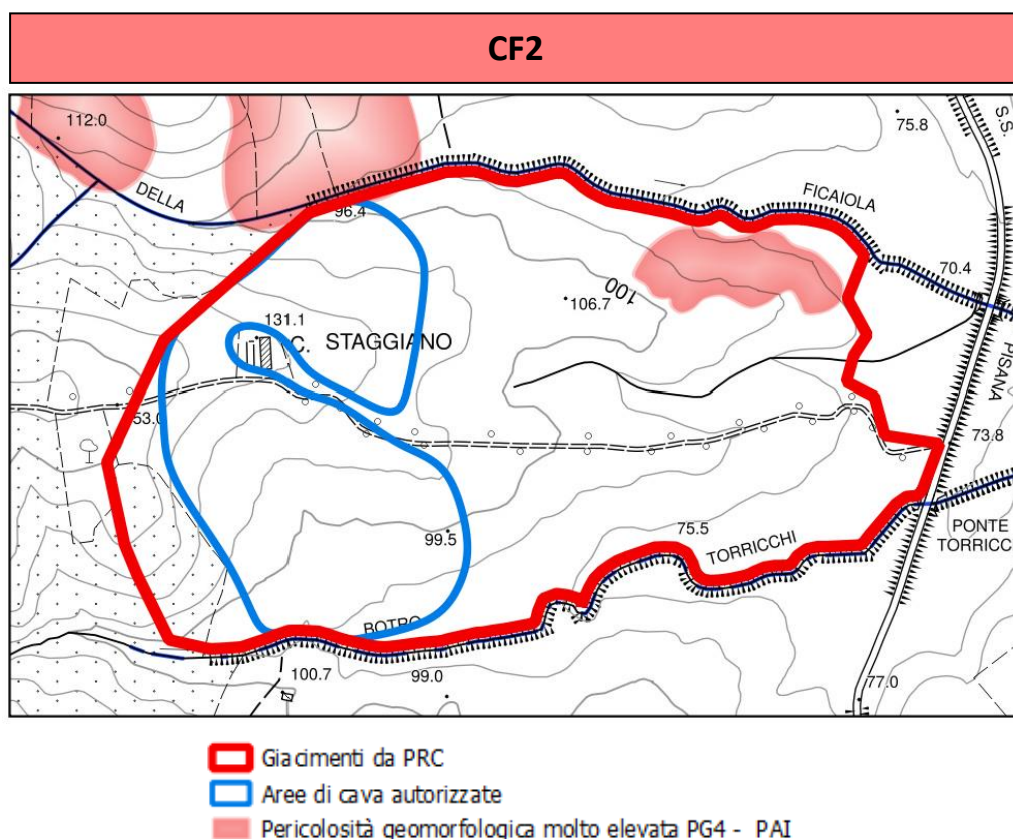 CF2
112.0
75.8
S.S.
DELLA
FICAIOLA
96.4
70.4
100
106.7
131.1
C. STAGGIANO
PISANA
53.0
73.8
99.5
75.5
TORRICCHI
PONTE
TORRICC
BOTRO
100.7
99.0
77.0
Giacimenti da PRC
Aree di cava autorizzate
Pericolosità geomorfologica molto elevata PG4 - PAI